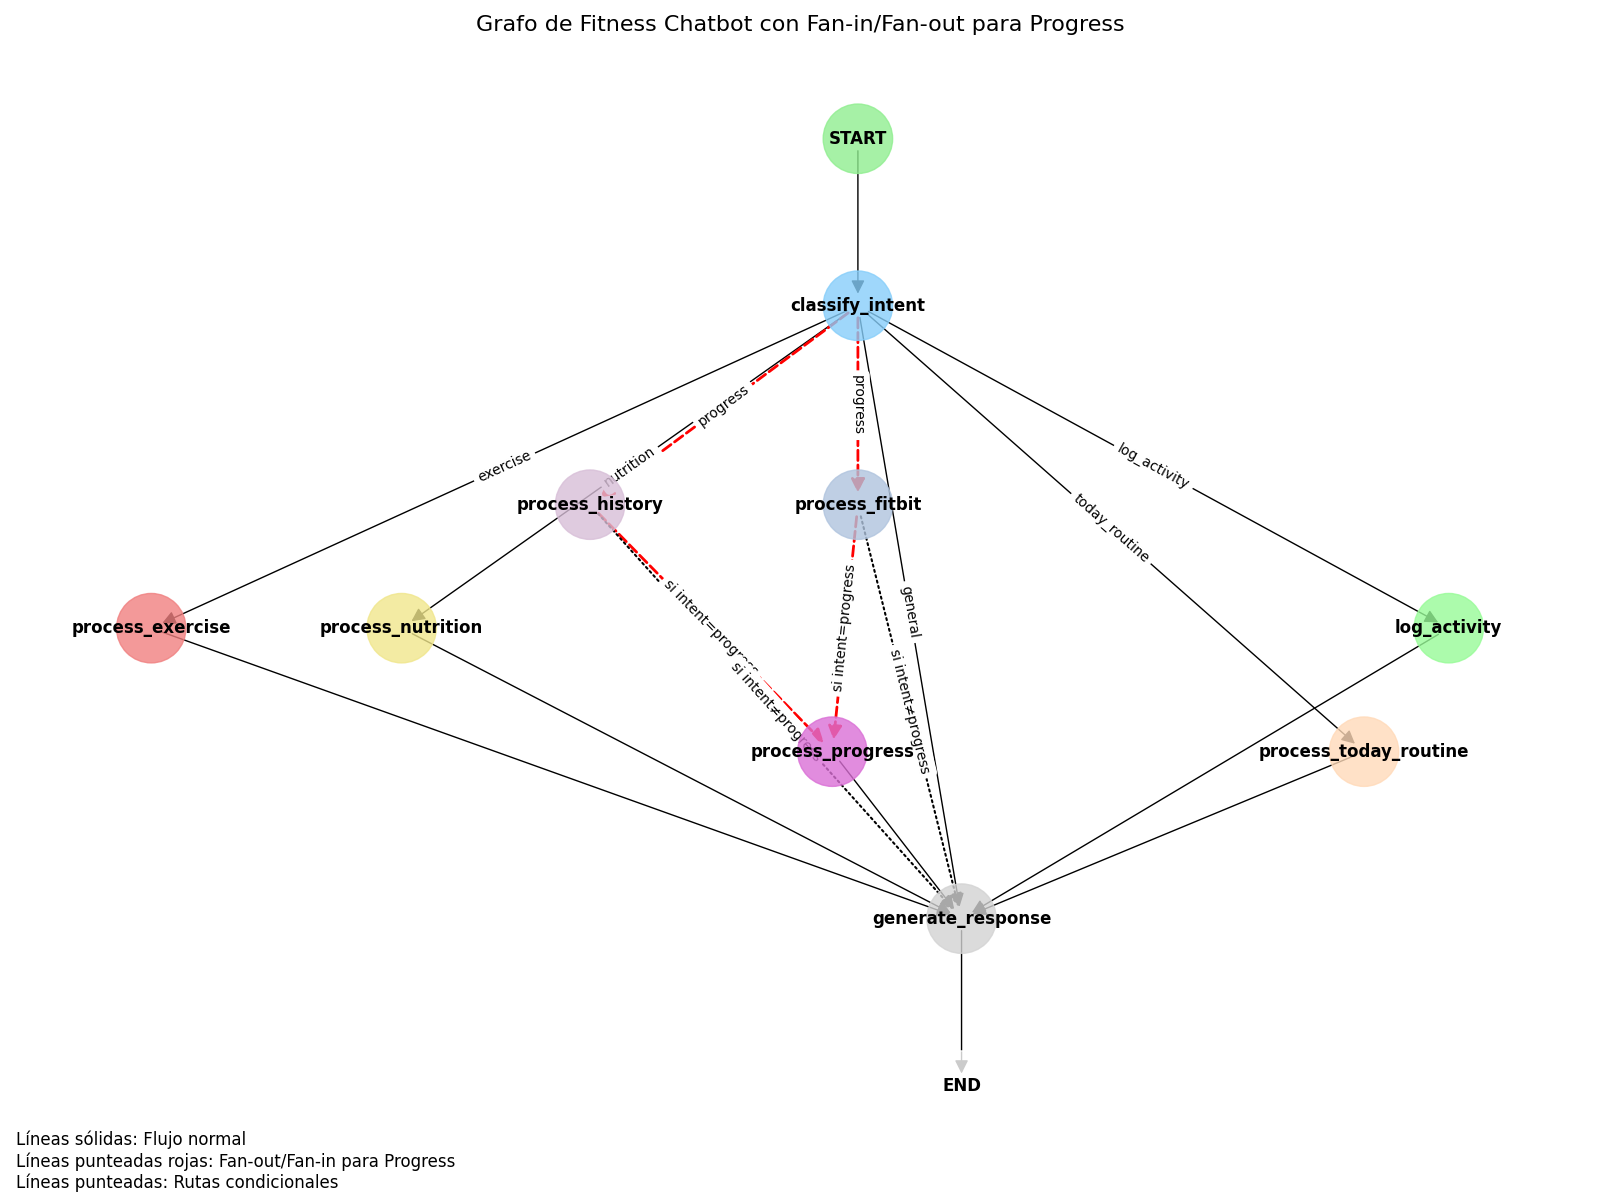 Grafo de Fitness Chatbot con Fan-in/Fan-out para Progress
START
classify_intent
progress
progress
exercise
nutrition
log_activity
today_routine
process_history
process_fitbit
si intent=progress
si intent=progress
general
si intent≠progress
si intent≠progress
process_exercise
process_nutrition
log_activity
process_progress
process_today_routine
generate_response
END
Líneas sólidas: Flujo normal
Líneas punteadas rojas: Fan-out/Fan-in para Progress
Líneas punteadas: Rutas condicionales